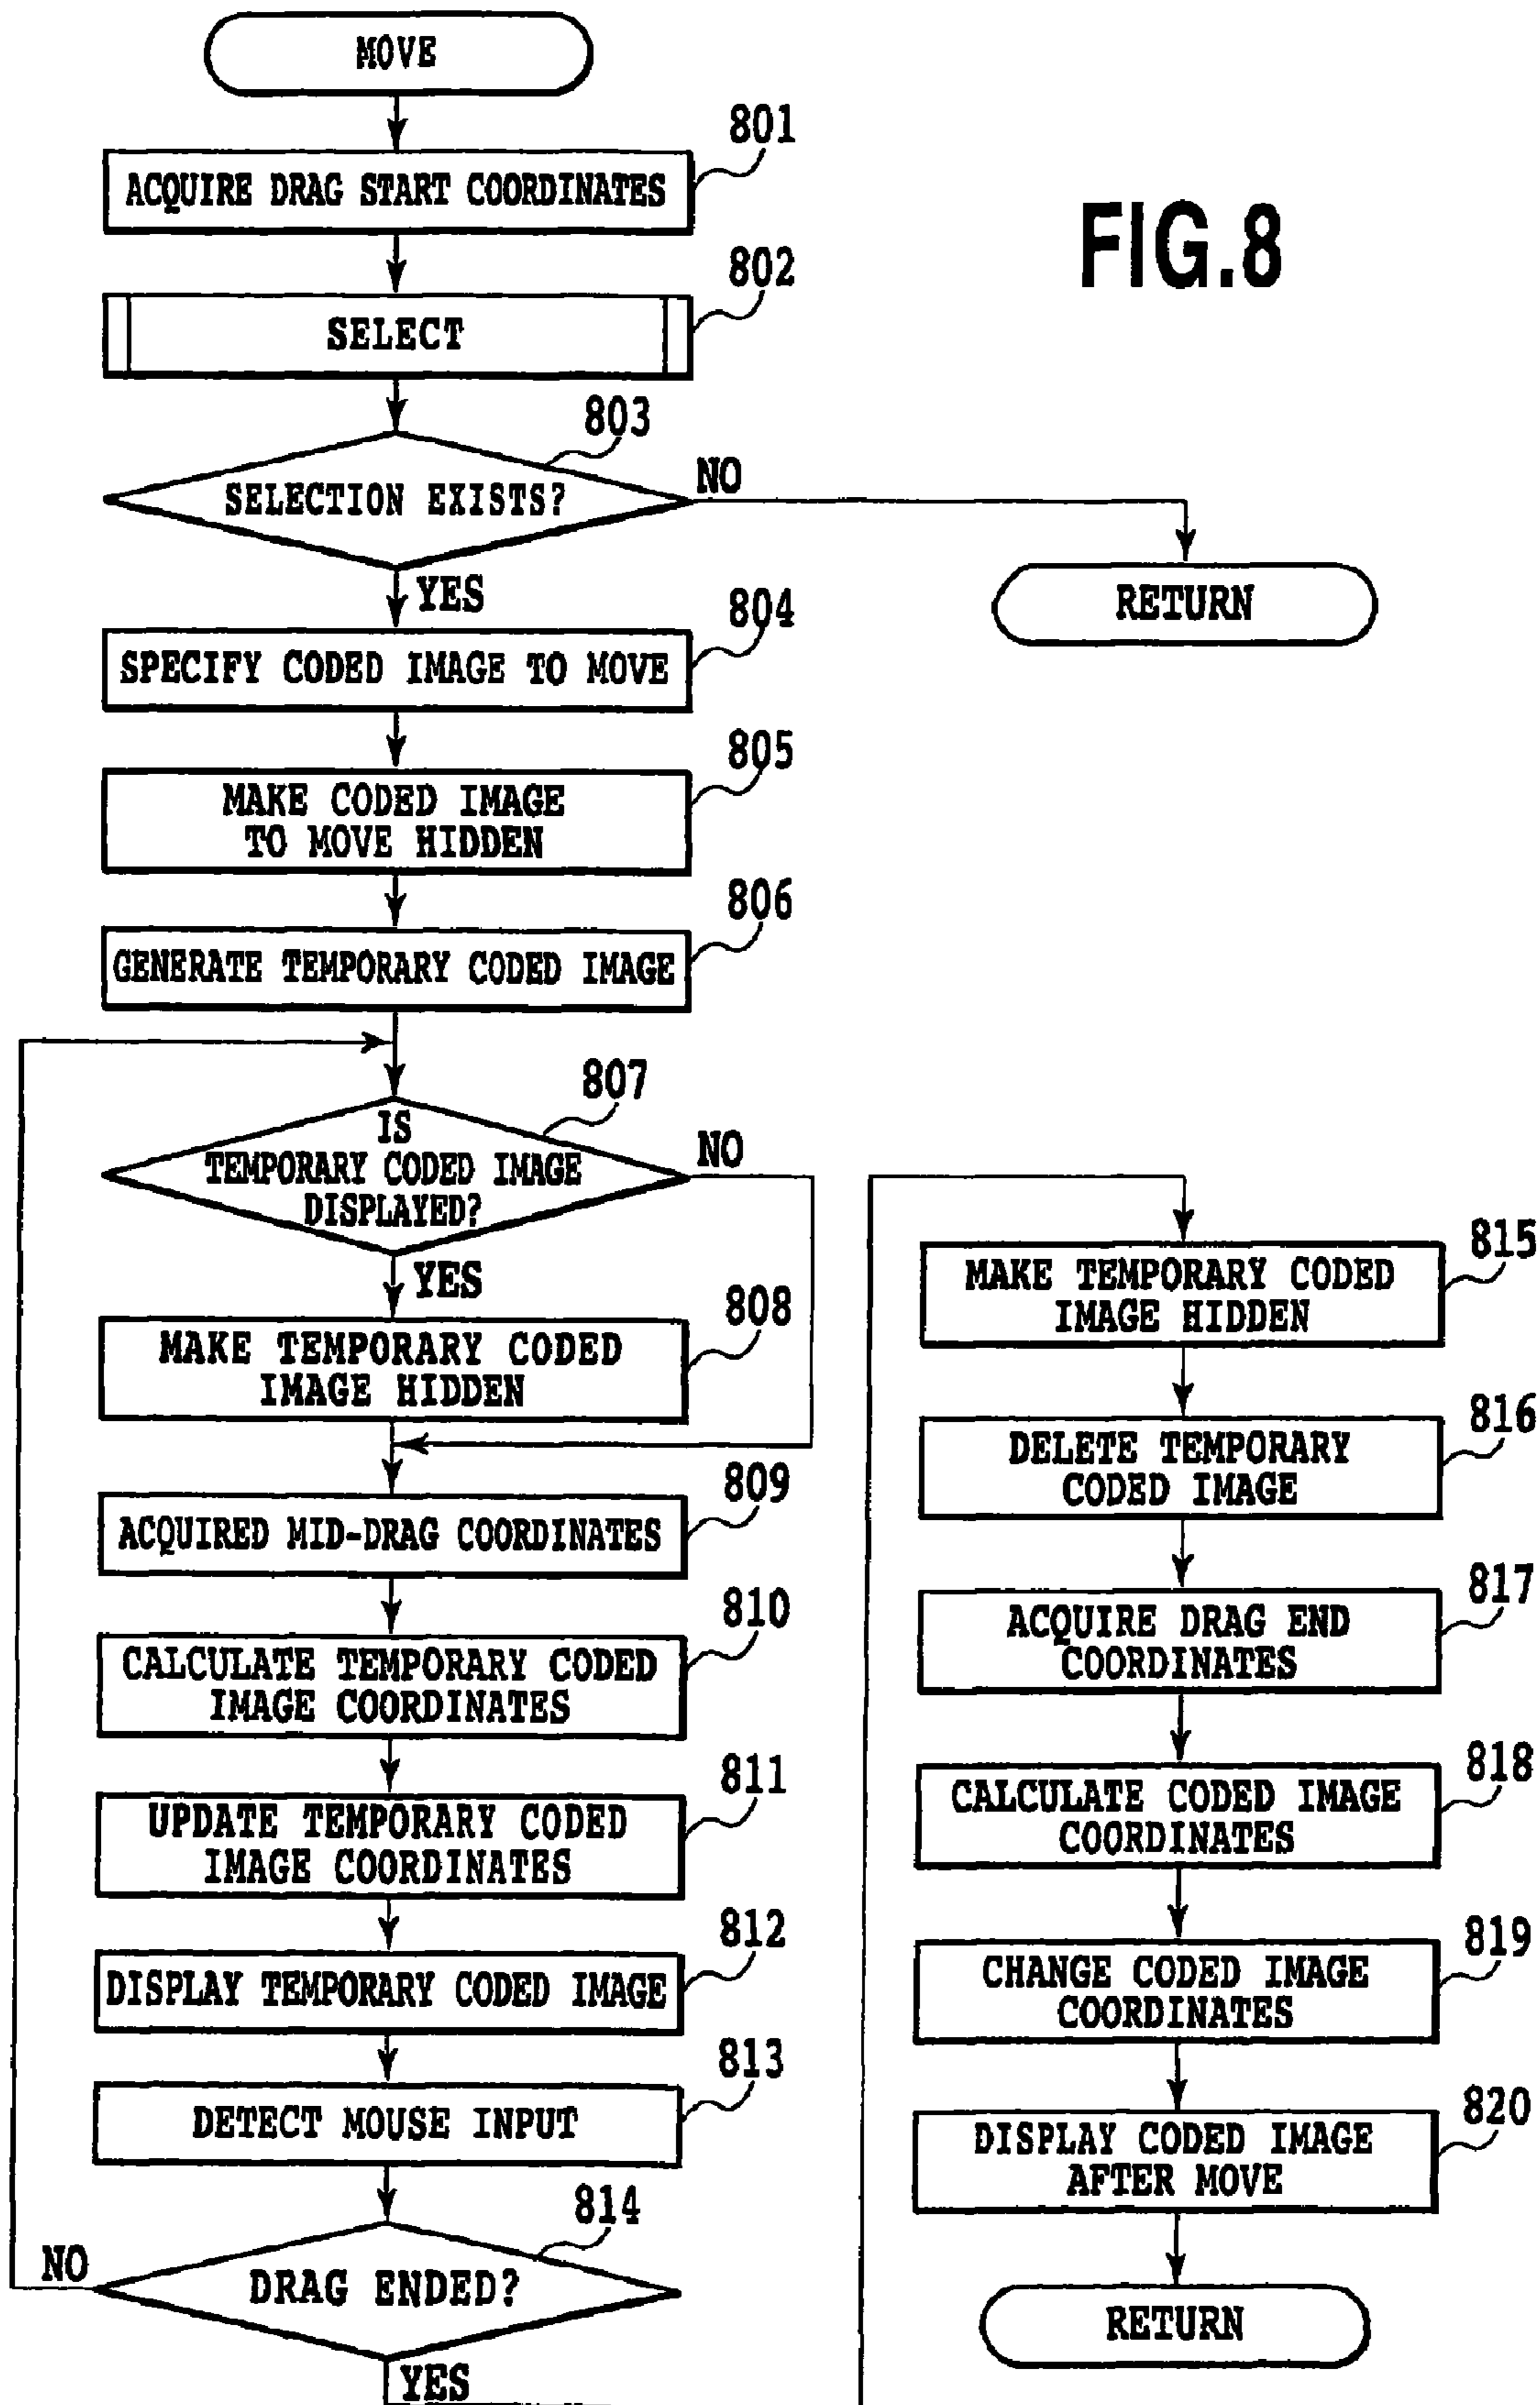 MOVE
801
ACQUIRE DRAG START COORDINATES
FIG.8
802
SELECT
803
SELECTION EXISTS?
NO
RETURN
YES
804
SPECIFY CODED IMAGE TO MOVE
805
MAKE CODED IMAGE
TO MOVE HIDDEN
806
GENERATE TEMPORARY CODED IMAGE
807
IS
TEMPORARY CODED IMAGE
DISPLAYED?
NO
YES
808
MAKE TEMPORARY CODED
IMAGE HIDDEN
809
ACQUIRED MID-DRAG COORDINATES
810
CALCULATE TEMPORARY CODED
IMAGE COORDINATES
811
UPDATE TEMPORARY CODED
IMAGE COORDINATES
812
DISPLAY TEMPORARY CODED IMAGE
813
DETECT MOUSE INPUT
814
DRAG ENDED?
NO
YES
815
MAKE TEMPORARY CODED
IMAGE HIDDEN
816
DELETE TEMPORARY
CODED IMAGE
817
ACQUIRE DRAG END
COORDINATES
818
CALCULATE CODED IMAGE
COORDINATES
819
CHANGE CODED IMAGE
COORDINATES
820
DISPLAY CODED IMAGE
AFTER MOVE
RETURN